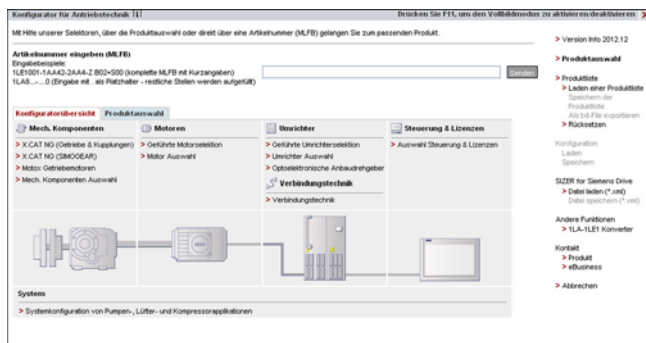 Konfigurator für Antriebstechnik
Drücken Sie F11, um den Vollbildmodus zu aktivieren/deaktivieren
Mit Hilfe unserer Selektoren, über die Produktauswahl oder direkt über eine Artikelnummer (MLFB) gelangen Sie zum passenden Produkt.
Artikelnummer eingeben (MLFB)
Eingabebeispiele:
1LE1001-1AA42-2AA4-Z B02+S00 (komplette MLFB mit Kurzangaben)
1LA8...-....0 (Eingabe mit . als Platzhalter - restliche Stellen werden aufgefüllt)
Senden
Konfiguratorübersicht Produktauswahl
Mech. Komponenten
> X.CAT NG (Getriebe & Kupplungen)
> X.CAT NG (SIMOGEAR)
> Motox Getriebemotoren
> Mech. Komponenten Auswahl
Motoren
> Geführte Motorselektion
> Motor Auswahl
Umrichter
> Geführte Umrichterselektion
> Umrichter Auswahl
> Optoelektronische Anbaudrehgeber
Verbindungstechnik
> Verbindungstechnik
Steuerung & Lizenzen
> Auswahl Steuerung & Lizenzen
System
> Systemkonfiguration von Pumpen-, Lüfter- und Kompressorapplikationen
> Version Info 2012.12
> Produktauswahl
> Produktliste
> Laden einer Produktliste
Speichern der
Produktliste
Als txt-File exportieren
> Rücksetzen
Konfiguration
Laden
Speichern
SIZER for Siemens Drive
> Datei laden (*.xml)
Datei speichern (*.xml)
Andere Funktionen
> 1LA-1LE1 Konverter
Kontakt
> Produkt
> eBusiness
> Abbrechen